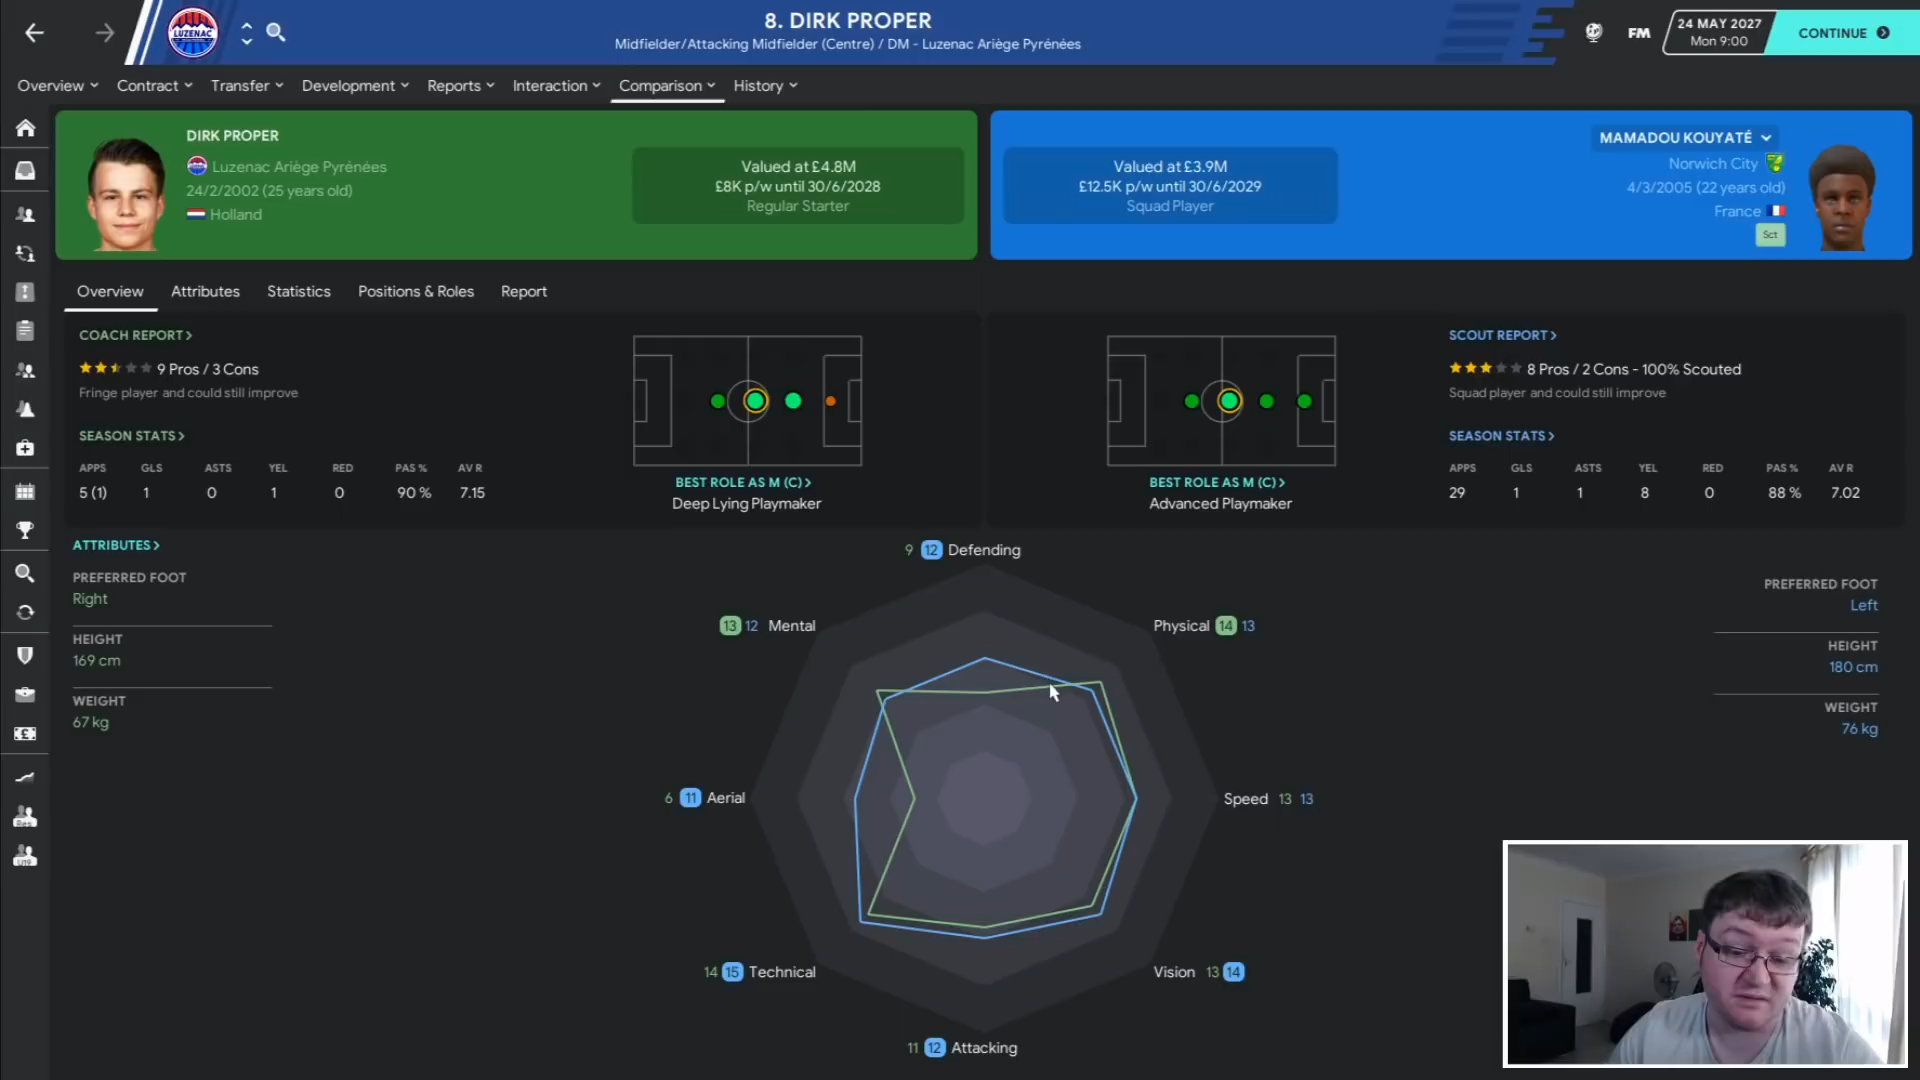 LUZENAC
8. DIRK PROPER
Midfielder/Attacking Midfielder (Centre) / DM - Luzenac Ariège Pyrénées
FM
24 MAY 2027
Mon 9:00
CONTINUE
Overview
Contract
Transfer
Development
Reports
Interaction
Comparison
History
DIRK PROPER
Luzenac Ariège Pyrénées
24/2/2002 (25 years old)
Holland
Valued at £4.8M
£8K p/w until 30/6/2028
Regular Starter
Valued at £3.9M
£12.5K p/w until 30/6/2029
Squad Player
MAMADOU KOUYATÉ
Norwich City
4/3/2005 (22 years old)
France
Sct
Overview
Attributes
Statistics
Positions & Roles
Report
COACH REPORT >
9 Pros / 3 Cons
Fringe player and could still improve
SEASON STATS >
APPS GLS ASTS YEL RED PAS % AV R
5 (1) 1 0 1 0 90 % 7.15
BEST ROLE AS M (C) >
Deep Lying Playmaker
BEST ROLE AS M (C) >
Advanced Playmaker
SCOUT REPORT >
8 Pros / 2 Cons - 100% Scouted
Squad player and could still improve
SEASON STATS >
APPS GLS ASTS YEL RED PAS % AV R
29 1 1 8 0 88 % 7.02
ATTRIBUTES >
PREFERRED FOOT
Right
HEIGHT
169 cm
WEIGHT
67 kg
9 12 Defending
13 12 Mental
Physical 14 13
6 11 Aerial
Speed 13 13
14 15 Technical
Vision 13 14
11 12 Attacking
PREFERRED FOOT
Left
HEIGHT
180 cm
WEIGHT
76 kg
Res
U19